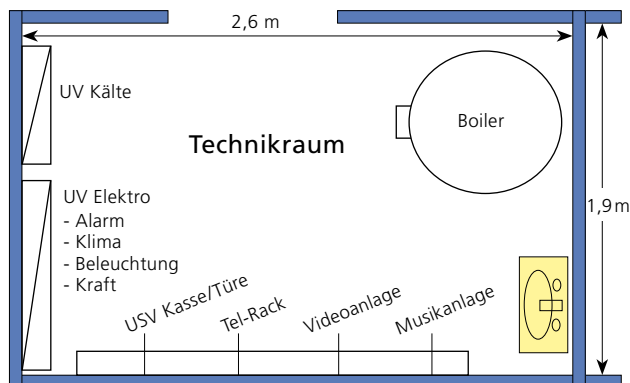 2,6 m
UV Kälte
Boiler
Technikraum
UV Elektro
- Alarm
- Klima
- Beleuchtung
- Kraft
1,9 m
USV Kasse/Türe
Tel-Rack
Videoanlage
Musikanlage